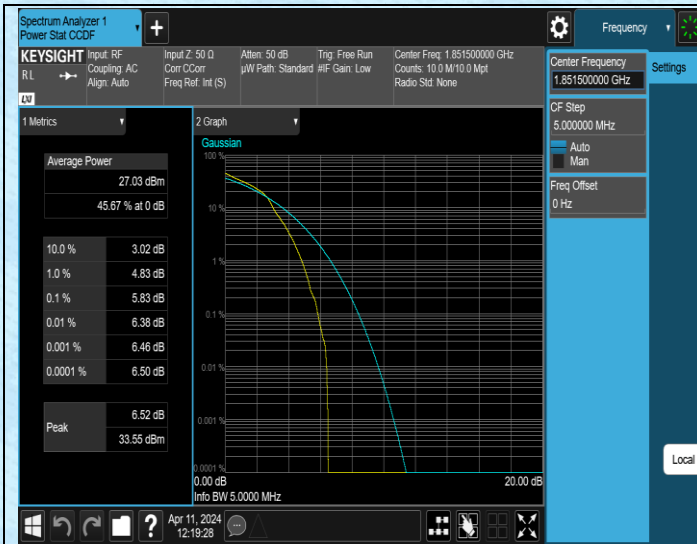 Spectrum Analyzer 1
Power Stat CCDF
+
Frequency
KEYSIGHT
RL
LXI
Input: RF
Coupling: AC
Align: Auto
Input Z: 50 Ω
Corr CCorr
Freq Ref: Int (S)
Atten: 50 dB
µW Path: Standard
Trig: Free Run
#IF Gain: Low
Center Freq: 1.851500000 GHz
Counts: 10.0 M/10.0 Mpt
Radio Std: None
Center Frequency
1.851500000 GHz
Settings
CF Step
5.000000 MHz
Auto
Man
Freq Offset
0 Hz
1 Metrics
Average Power
27.03 dBm
45.67 % at 0 dB
10.0 % 3.02 dB
1.0 % 4.83 dB
0.1 % 5.83 dB
0.01 % 6.38 dB
0.001 % 6.46 dB
0.0001 % 6.50 dB
Peak
6.52 dB
33.55 dBm
2 Graph
Gaussian
100 %
10 %
1 %
0.1 %
0.01 %
0.001 %
0.0001 %
0.00 dB 20.00 dB
Info BW 5.0000 MHz
Local
?
Apr 11, 2024
12:19:28